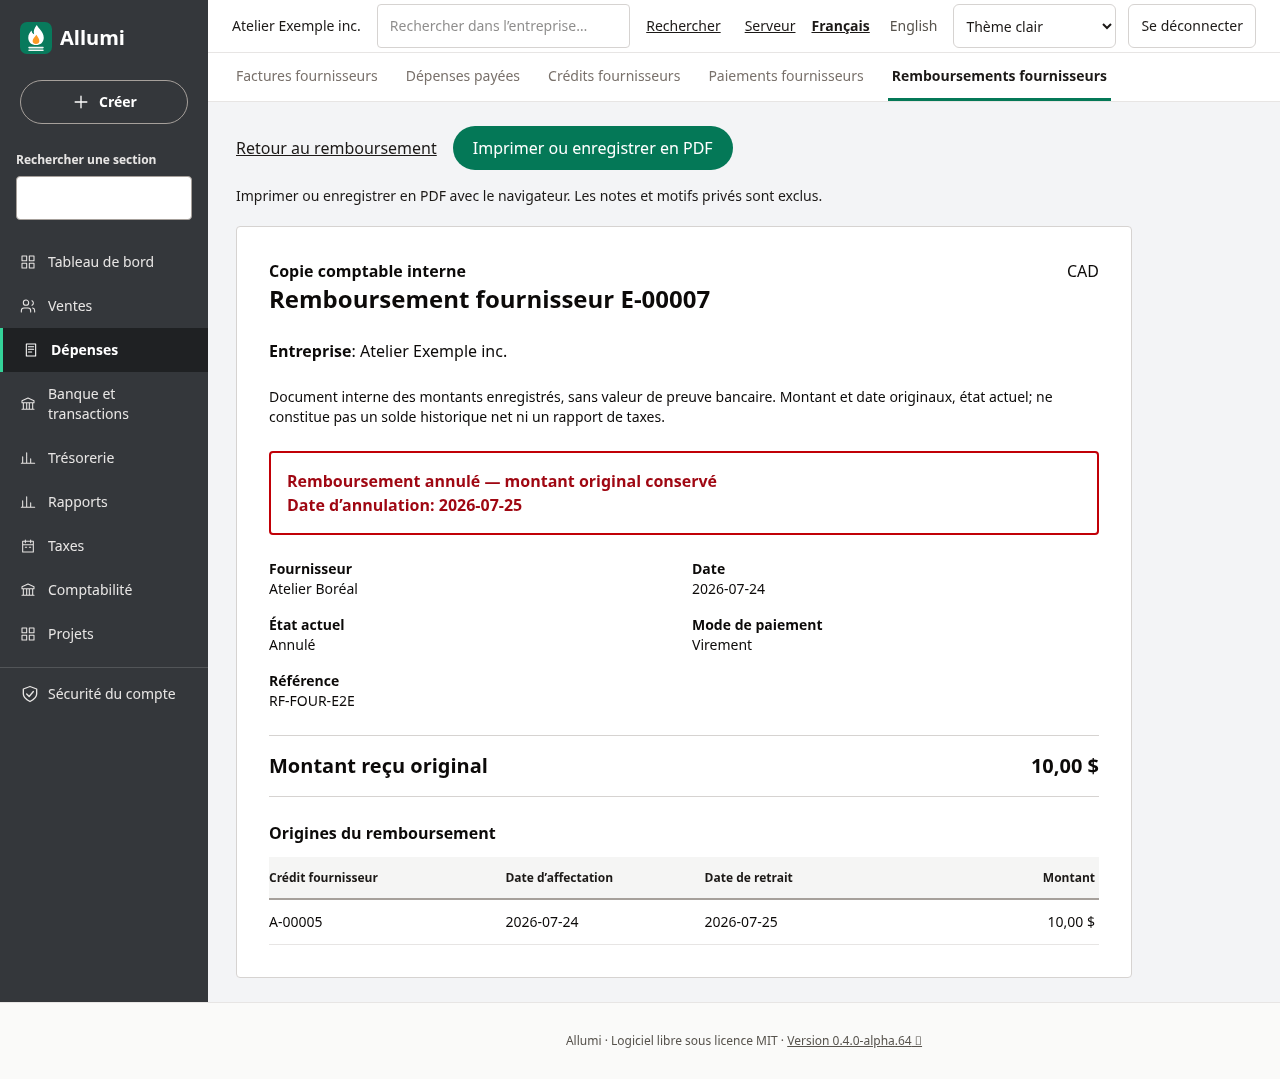 Allumi
Créer
Rechercher une section
Tableau de bord
Ventes
Dépenses
Banque et
transactions
Trésorerie
Rapports
Taxes
Comptabilité
Projets
Sécurité du compte
Atelier Exemple inc.
Rechercher dans l’entreprise…
Rechercher
Serveur
Français
English
Thème clair
Se déconnecter
Factures fournisseurs
Dépenses payées
Crédits fournisseurs
Paiements fournisseurs
Remboursements fournisseurs
Retour au remboursement
Imprimer ou enregistrer en PDF
Imprimer ou enregistrer en PDF avec le navigateur. Les notes et motifs privés sont exclus.
Copie comptable interne
CAD
Remboursement fournisseur E-00007
Entreprise: Atelier Exemple inc.
Document interne des montants enregistrés, sans valeur de preuve bancaire. Montant et date originaux, état actuel; ne
constitue pas un solde historique net ni un rapport de taxes.
Remboursement annulé — montant original conservé
Date d’annulation: 2026-07-25
Fournisseur
Atelier Boréal
Date
2026-07-24
État actuel
Annulé
Mode de paiement
Virement
Référence
RF-FOUR-E2E
Montant reçu original 10,00 $
Origines du remboursement
Crédit fournisseur Date d’affectation Date de retrait Montant
A-00005 2026-07-24 2026-07-25 10,00 $
Allumi · Logiciel libre sous licence MIT · Version 0.4.0-alpha.64